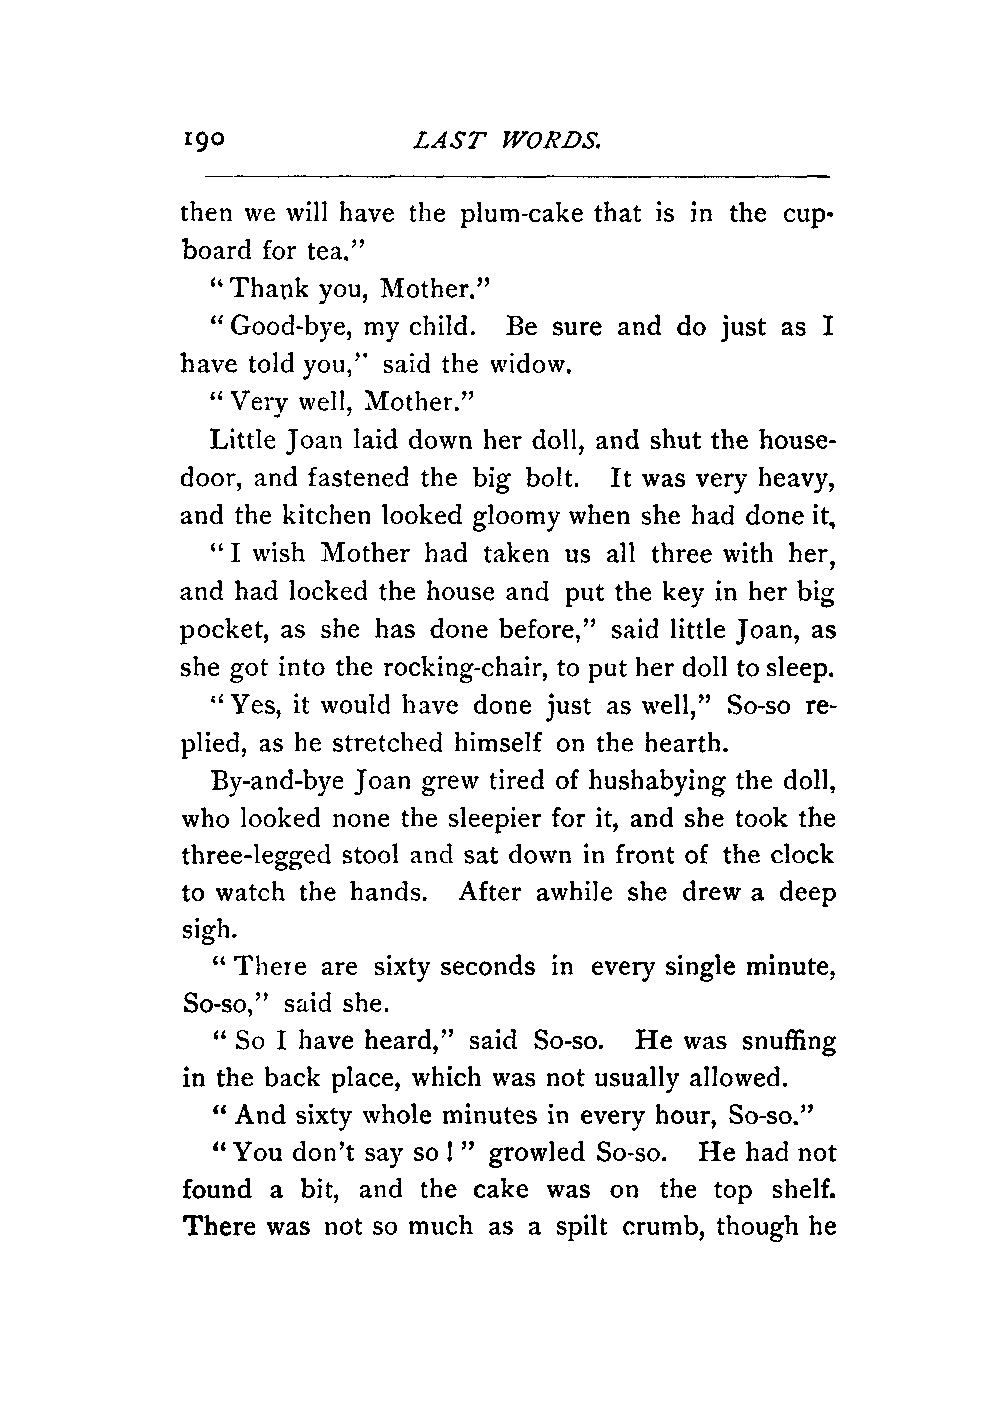 190 LAST WORDS.
then we will have the plum-cake that is in the cup-
board for tea."
"Thank you, Mother."
"Good-bye, my child. Be sure and do just as I
have told you," said the widow.
"Very well, Mother."
Little Joan laid down her doll, and shut the house-
door, and fastened the big bolt. It was very heavy,
and the kitchen looked gloomy when she had done it,
"I wish Mother had taken us all three with her,
and had locked the house and put the key in her big
pocket, as she has done before," said little Joan, as
she got into the rocking-chair, to put her doll to sleep.
"Yes, it would have done just as well," So-so re-
plied, as he stretched himself on the hearth.
By-and-bye Joan grew tired of hushabying the doll,
who looked none the sleepier for it, and she took the
three-legged stool and sat down in front of the clock
to watch the hands. After awhile she drew a deep
sigh.
"There are sixty seconds in every single minute,
So-so," said she.
"So I have heard," said So-so. He was snuffing
in the back place, which was not usually allowed.
"And sixty whole minutes in every hour, So-so."
"You don't say so!" growled So-so. He had not
found a bit, and the cake was on the top shelf.
There was not so much as a spilt crumb, though he